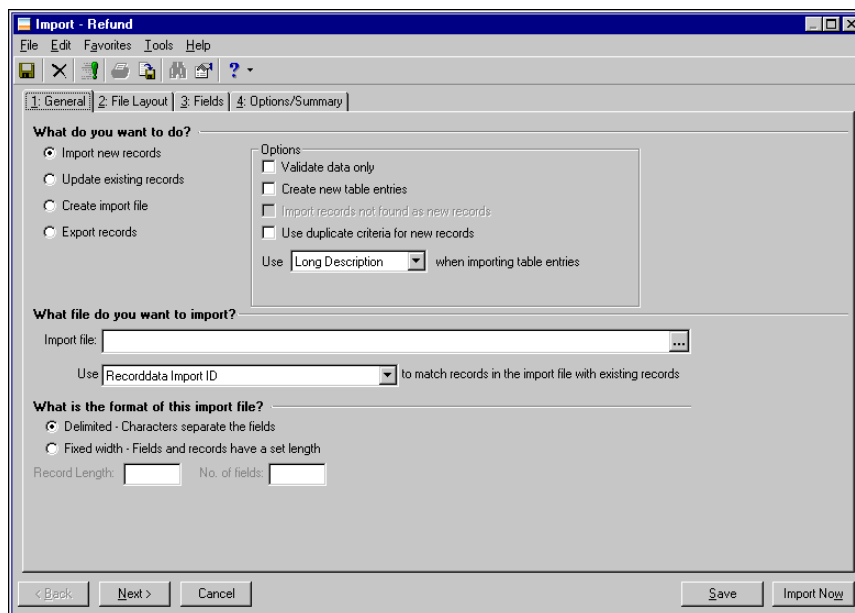 Import - Refund
File Edit Favorites Tools Help
1: General 2: File Layout 3: Fields 4: Options/Summary
What do you want to do?
Import new records
Update existing records
Create import file
Export records
Options
Validate data only
Create new table entries
Import records not found as new records
Use duplicate criteria for new records
Use Long Description when importing table entries
What file do you want to import?
Import file: ...
Use Recorddata Import ID to match records in the import file with existing records
What is the format of this import file?
Delimited - Characters separate the fields
Fixed width - Fields and records have a set length
Record Length: No. of fields:
< Back Next > Cancel Save Import Now